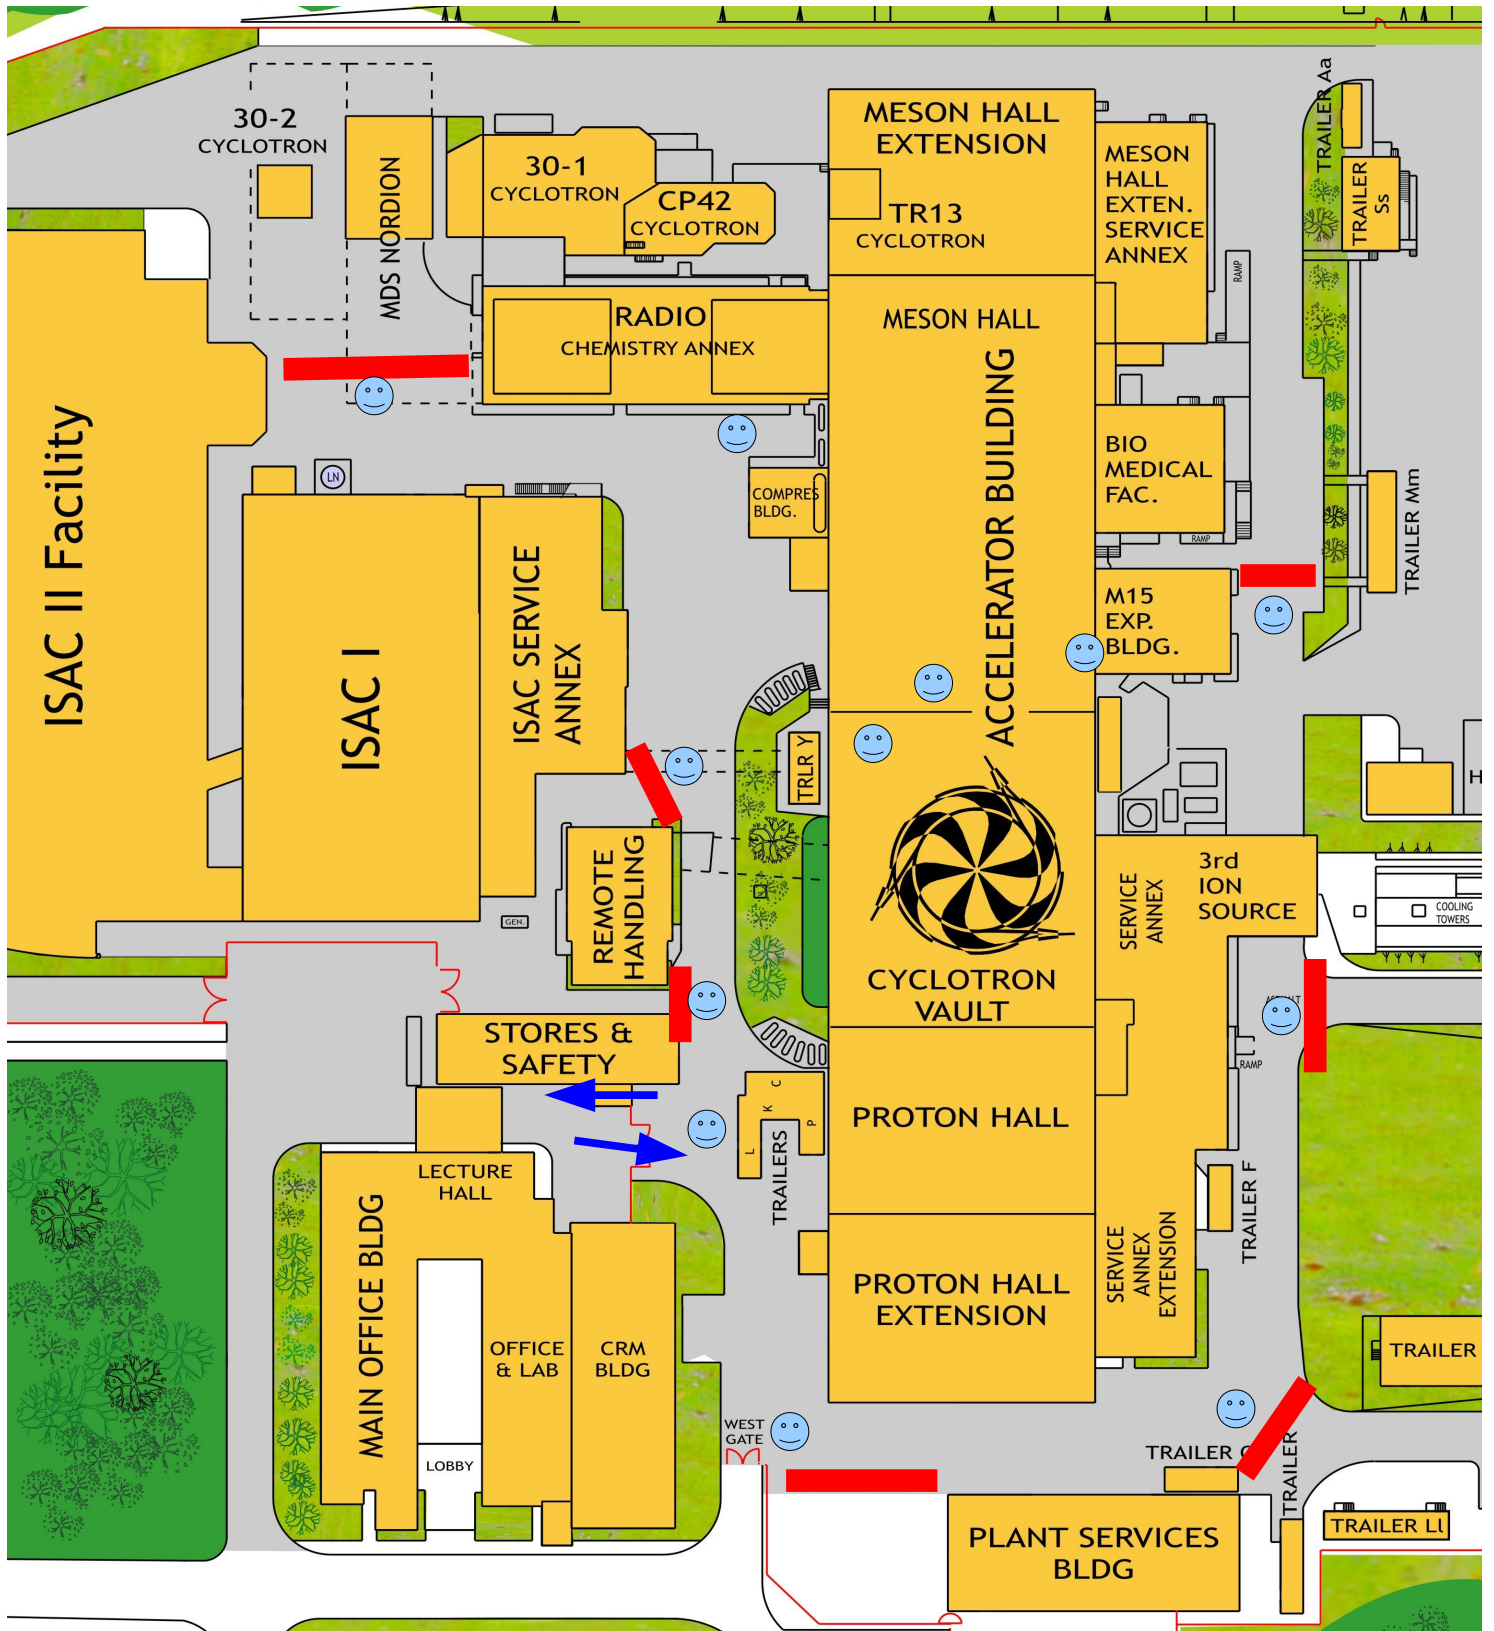 30-2
CYCLOTRON
MDS NORDION
30-1
CYCLOTRON
CP42
CYCLOTRON
MESON HALL
EXTENSION
TR13
CYCLOTRON
MESON
HALL
EXTEN.
SERVICE
ANNEX
RAMP
TRAILER Aa
TRAILER
Ss
RADIO
CHEMISTRY ANNEX
MESON HALL
ACCELERATOR BUILDING
ISAC II Facility
LN
COMPRES
BLDG.
BIO
MEDICAL
FAC.
RAMP
TRAILER Mm
ISAC I
ISAC SERVICE
ANNEX
M15
EXP.
BLDG.
TRLR Y
H
REMOTE
HANDLING
GEN.
SERVICE
ANNEX
3rd
ION
SOURCE
COOLING
TOWERS
CYCLOTRON
VAULT
STORES &
SAFETY
RAMP
C
K
L
P
TRAILERS
PROTON HALL
LECTURE
HALL
TRAILER F
MAIN OFFICE BLDG
SERVICE
ANNEX
EXTENSION
PROTON HALL
EXTENSION
OFFICE
& LAB
CRM
BLDG
TRAILER
WEST
GATE
LOBBY
TRAILER
TRAILER
PLANT SERVICES
BLDG
TRAILER Ll